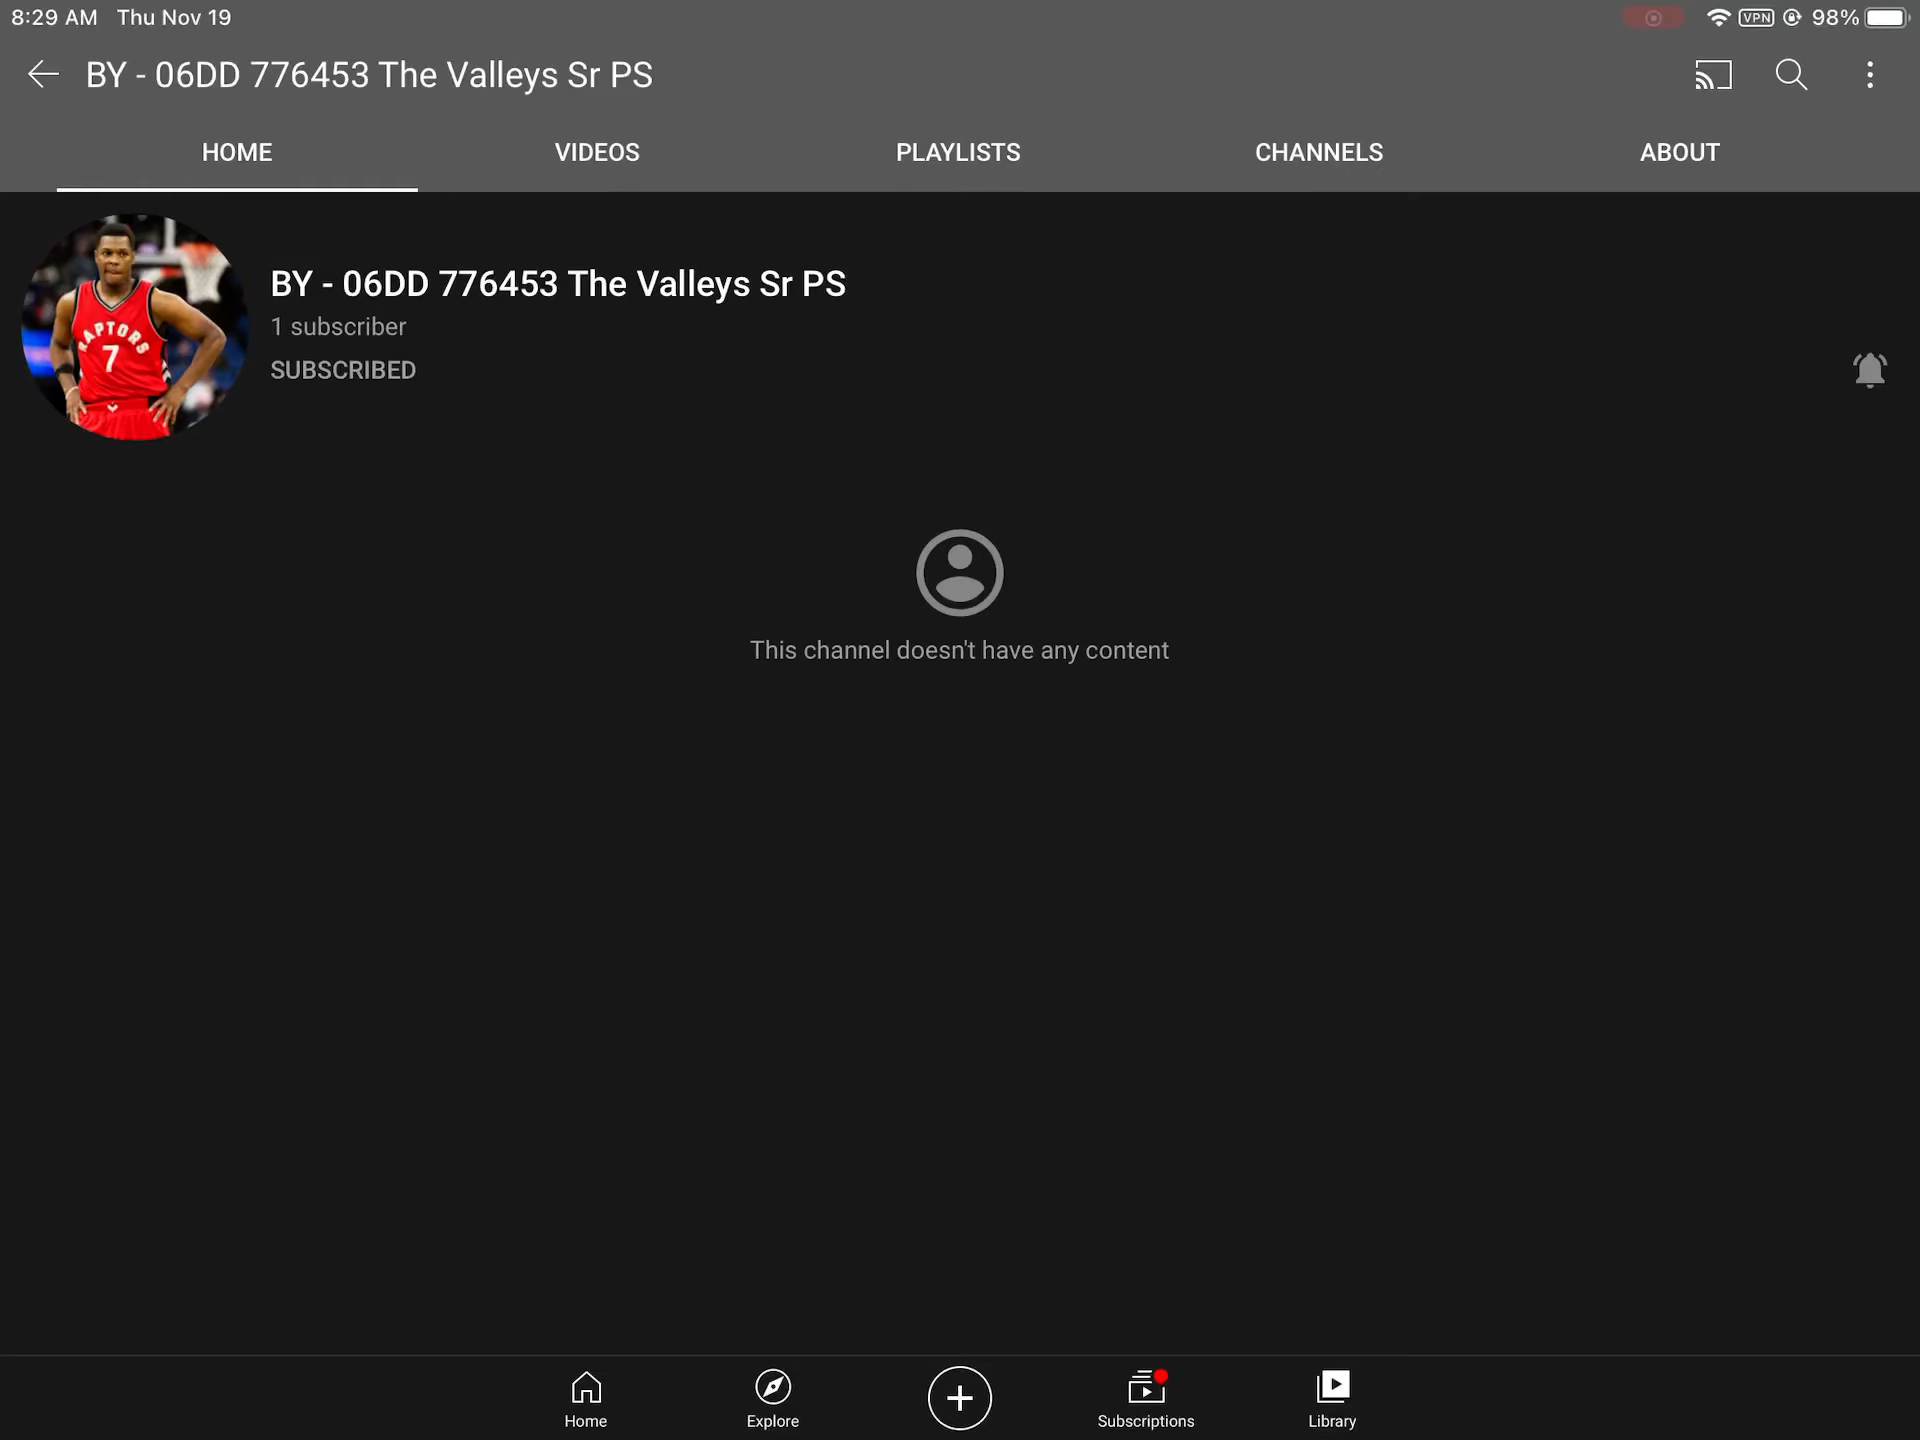 8:29 AM Thu Nov 19
VPN 98%
BY - 06DD 776453 The Valleys Sr PS
HOME VIDEOS PLAYLISTS CHANNELS ABOUT
RAPTORS
7
BY - 06DD 776453 The Valleys Sr PS
1 subscriber
SUBSCRIBED
This channel doesn't have any content
Home Explore Subscriptions Library